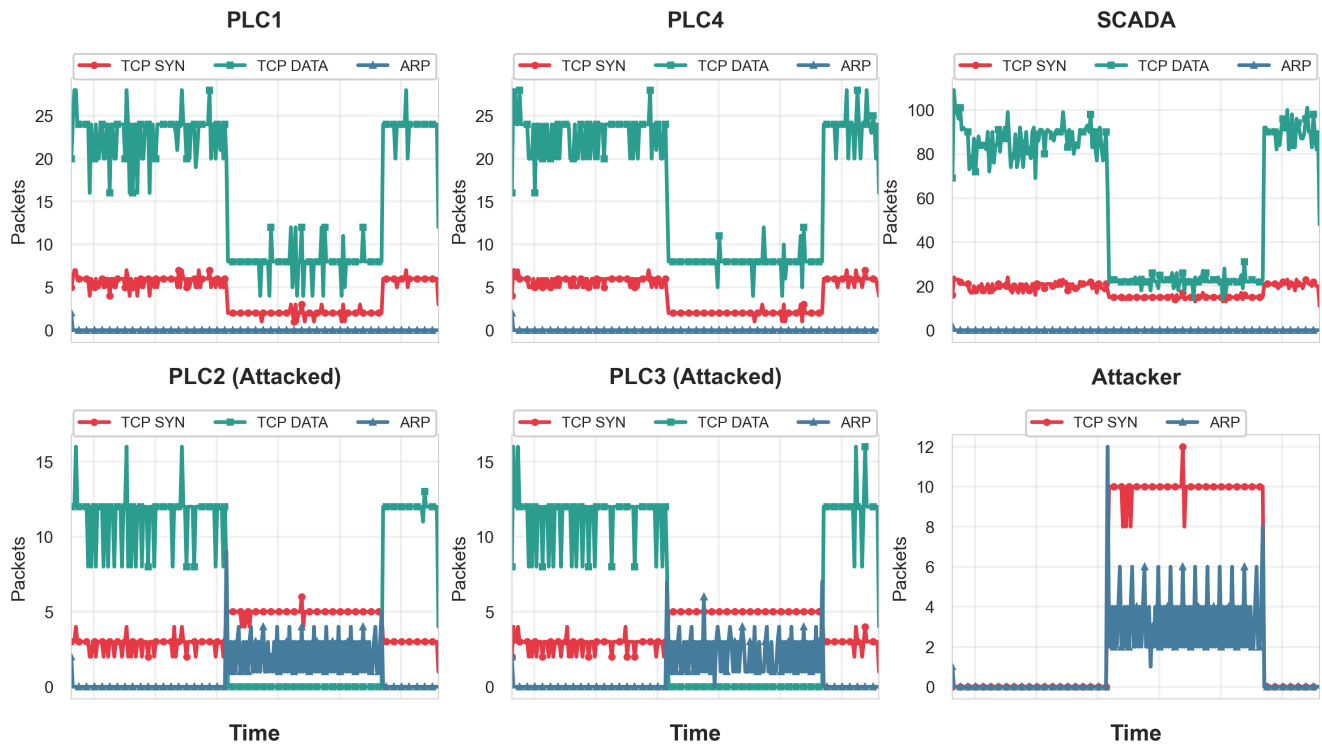 PLC1
PLC4
SCADA
TCP SYN TCP DATA ARP
TCP SYN TCP DATA ARP
TCP SYN TCP DATA ARP
Packets
25
20
15
10
5
0
Packets
25
20
15
10
5
0
Packets
100
80
60
40
20
0
PLC2 (Attacked)
PLC3 (Attacked)
Attacker
TCP SYN TCP DATA ARP
TCP SYN TCP DATA ARP
TCP SYN ARP
Packets
15
10
5
0
Packets
15
10
5
0
Packets
12
10
8
6
4
2
0
Time
Time
Time